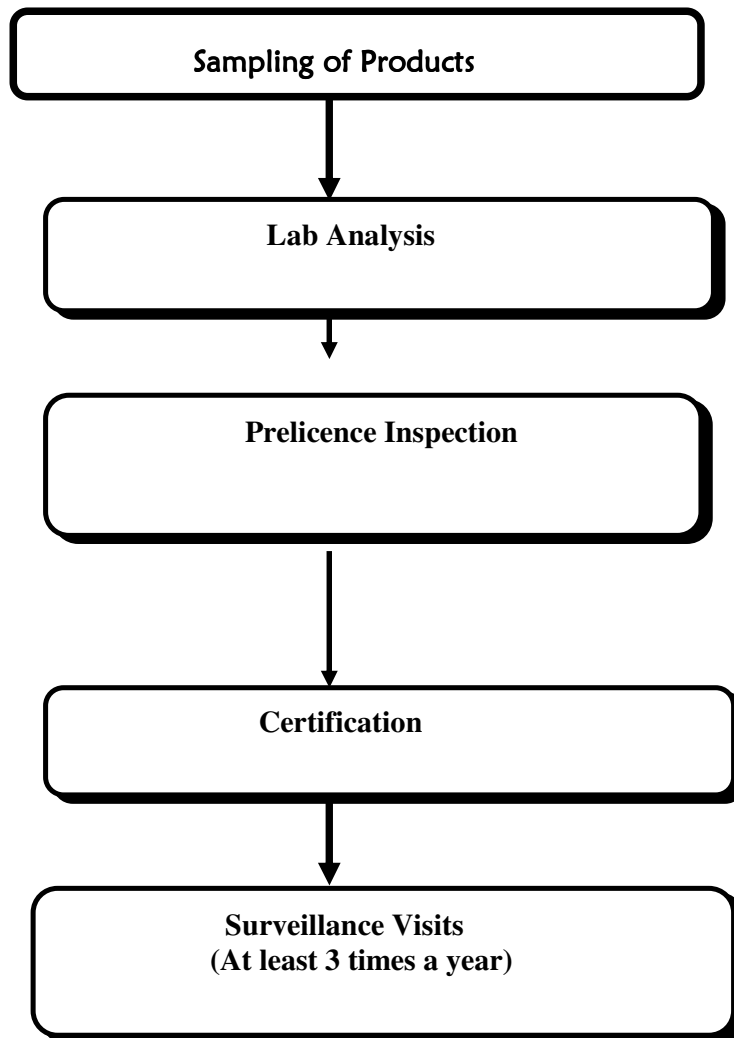 Sampling of Products
Lab Analysis
Prelicence Inspection
Certification
Surveillance Visits
(At least 3 times a year)